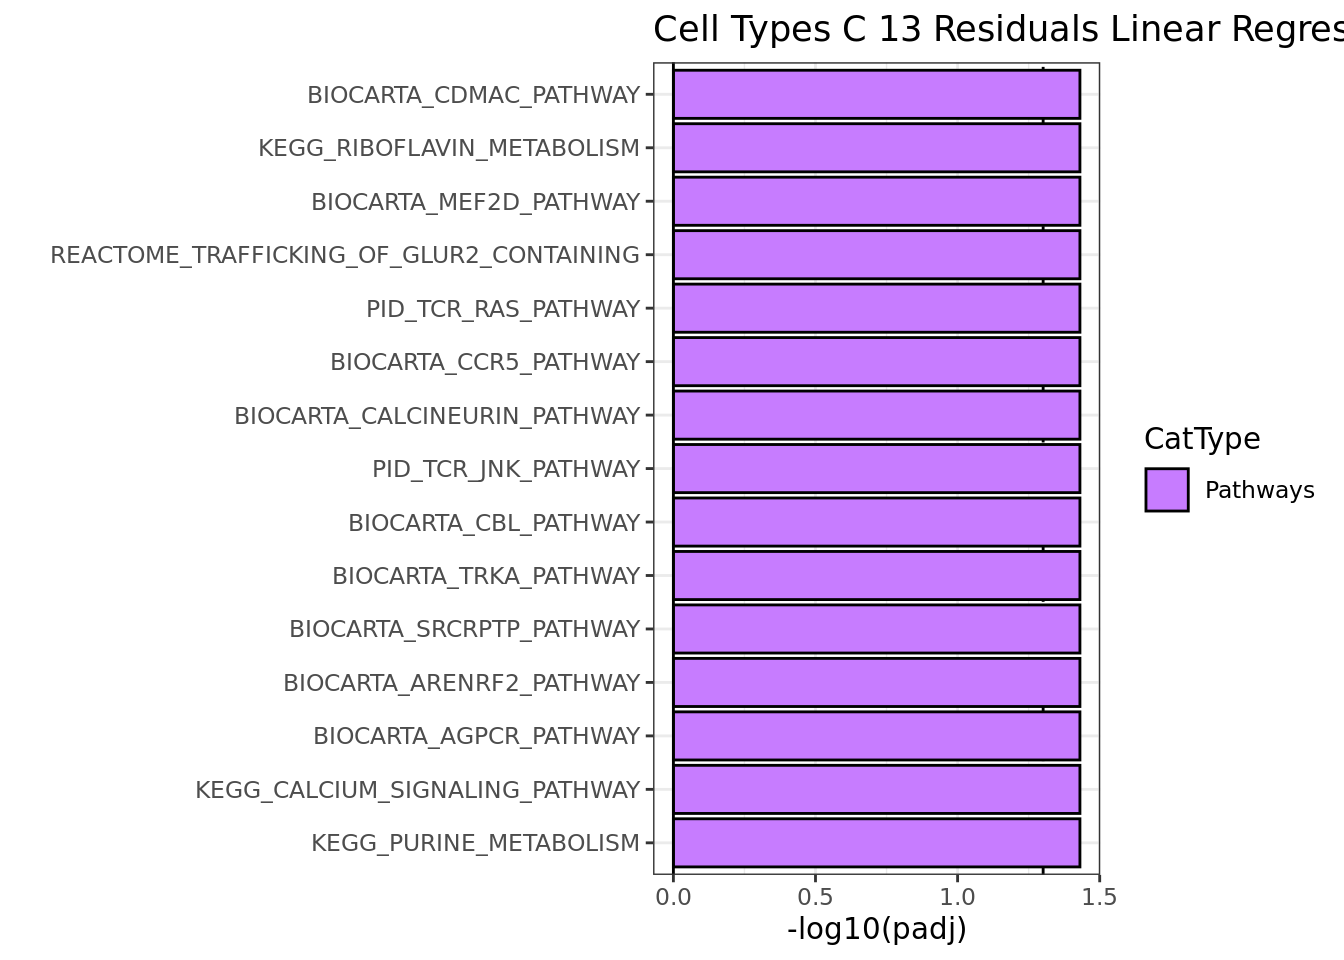 Cell Types C 13 Residuals Linear Regres
BIOCARTA_CDMAC_PATHWAY
KEGG_RIBOFLAVIN_METABOLISM
BIOCARTA_MEF2D_PATHWAY
REACTOME_TRAFFICKING_OF_GLUR2_CONTAINING
PID_TCR_RAS_PATHWAY
BIOCARTA_CCR5_PATHWAY
BIOCARTA_CALCINEURIN_PATHWAY
PID_TCR_JNK_PATHWAY
BIOCARTA_CBL_PATHWAY
BIOCARTA_TRKA_PATHWAY
BIOCARTA_SRCRPTP_PATHWAY
BIOCARTA_ARENRF2_PATHWAY
BIOCARTA_AGPCR_PATHWAY
KEGG_CALCIUM_SIGNALING_PATHWAY
KEGG_PURINE_METABOLISM
0.0 0.5 1.0 1.5
-log10(padj)
CatType
Pathways